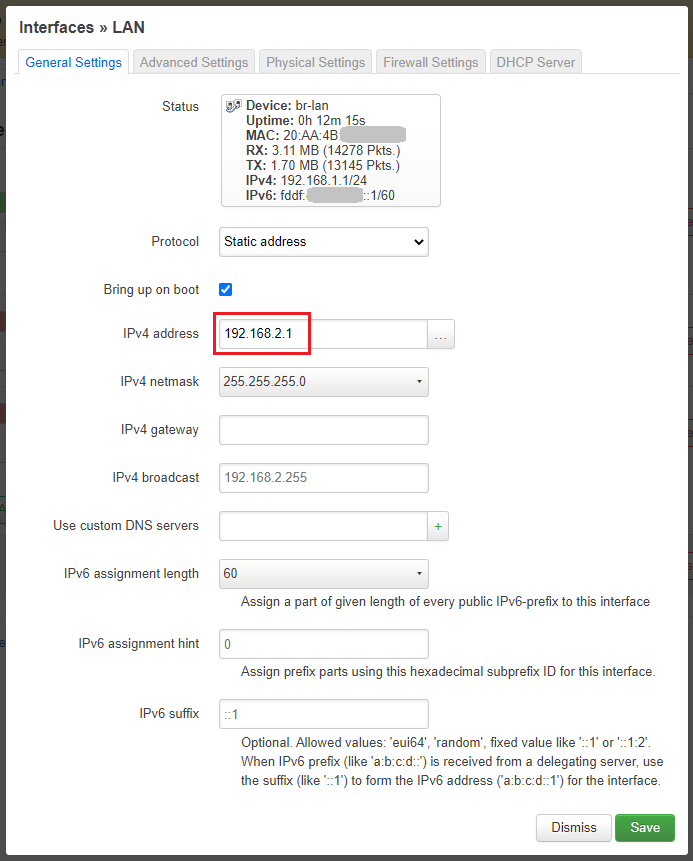 Interfaces » LAN
General Settings Advanced Settings Physical Settings Firewall Settings DHCP Server
Status
Device: br-lan
Uptime: 0h 12m 15s
MAC: 20:AA:4B:
RX: 3.11 MB (14278 Pkts.)
TX: 1.70 MB (13145 Pkts.)
IPv4: 192.168.1.1/24
IPv6: fddf: ::1/60
Protocol Static address
Bring up on boot
IPv4 address 192.168.2.1 ...
IPv4 netmask 255.255.255.0
IPv4 gateway
IPv4 broadcast 192.168.2.255
Use custom DNS servers +
IPv6 assignment length 60
Assign a part of given length of every public IPv6-prefix to this interface
IPv6 assignment hint 0
Assign prefix parts using this hexadecimal subprefix ID for this interface.
IPv6 suffix ::1
Optional. Allowed values: 'eui64', 'random', fixed value like '::1' or '::1:2'.
When IPv6 prefix (like 'a:b:c:d::') is received from a delegating server, use
the suffix (like '::1') to form the IPv6 address ('a:b:c:d::1') for the interface.
Dismiss Save